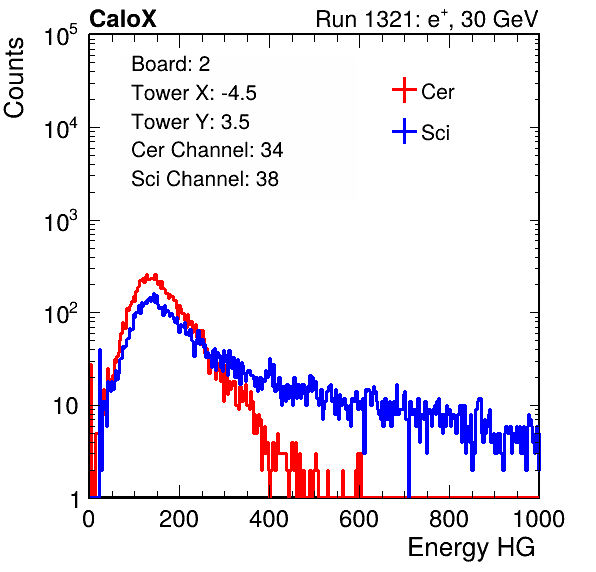 CaloX Run 1321: e⁺, 30 GeV
Counts
Board: 2
Tower X: -4.5
Tower Y: 3.5
Cer Channel: 34
Sci Channel: 38
Cer
Sci
10⁵
10⁴
10³
10²
10
1
0 200 400 600 800 1000
Energy HG